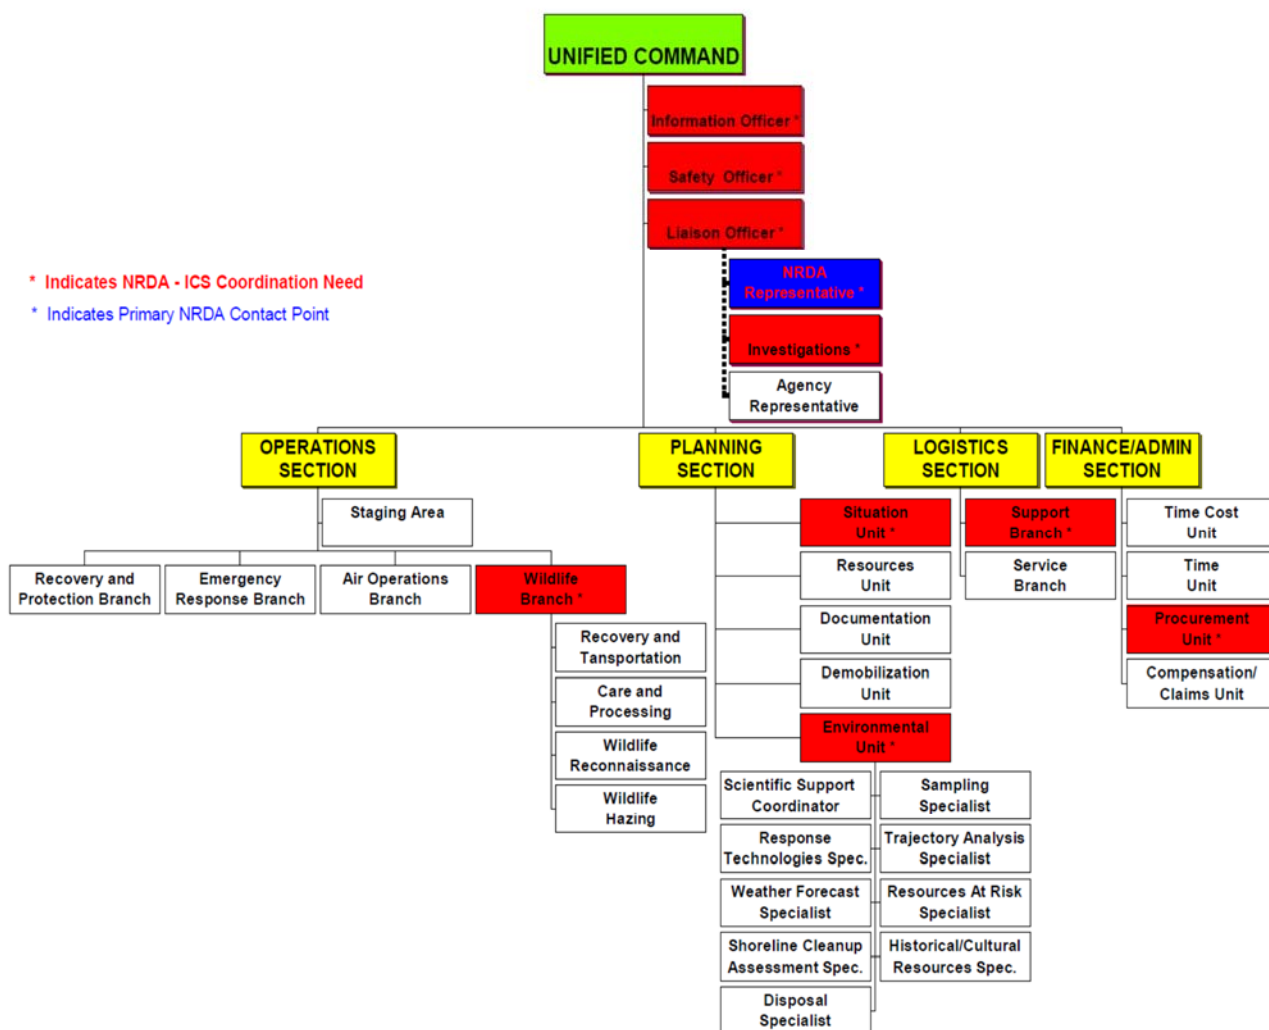 UNIFIED COMMAND
Information Officer *
Safety Officer *
Liaison Officer *
* Indicates NRDA - ICS Coordination Need
* Indicates Primary NRDA Contact Point
NRDA
Representative *
Investigations *
Agency
Representative
OPERATIONS
SECTION
PLANNING
SECTION
LOGISTICS
SECTION
FINANCE/ADMIN
SECTION
Staging Area
Recovery and
Protection Branch
Emergency
Response Branch
Air Operations
Branch
Wildlife
Branch *
Recovery and
Tansportation
Care and
Processing
Wildlife
Reconnaissance
Wildlife
Hazing
Situation
Unit *
Resources
Unit
Documentation
Unit
Demobilization
Unit
Environmental
Unit *
Scientific Support
Coordinator
Sampling
Specialist
Response
Technologies Spec.
Trajectory Analysis
Specialist
Weather Forecast
Specialist
Resources At Risk
Specialist
Shoreline Cleanup
Assessment Spec.
Historical/Cultural
Resources Spec.
Disposal
Specialist
Support
Branch *
Service
Branch
Time Cost
Unit
Time
Unit
Procurement
Unit *
Compensation/
Claims Unit